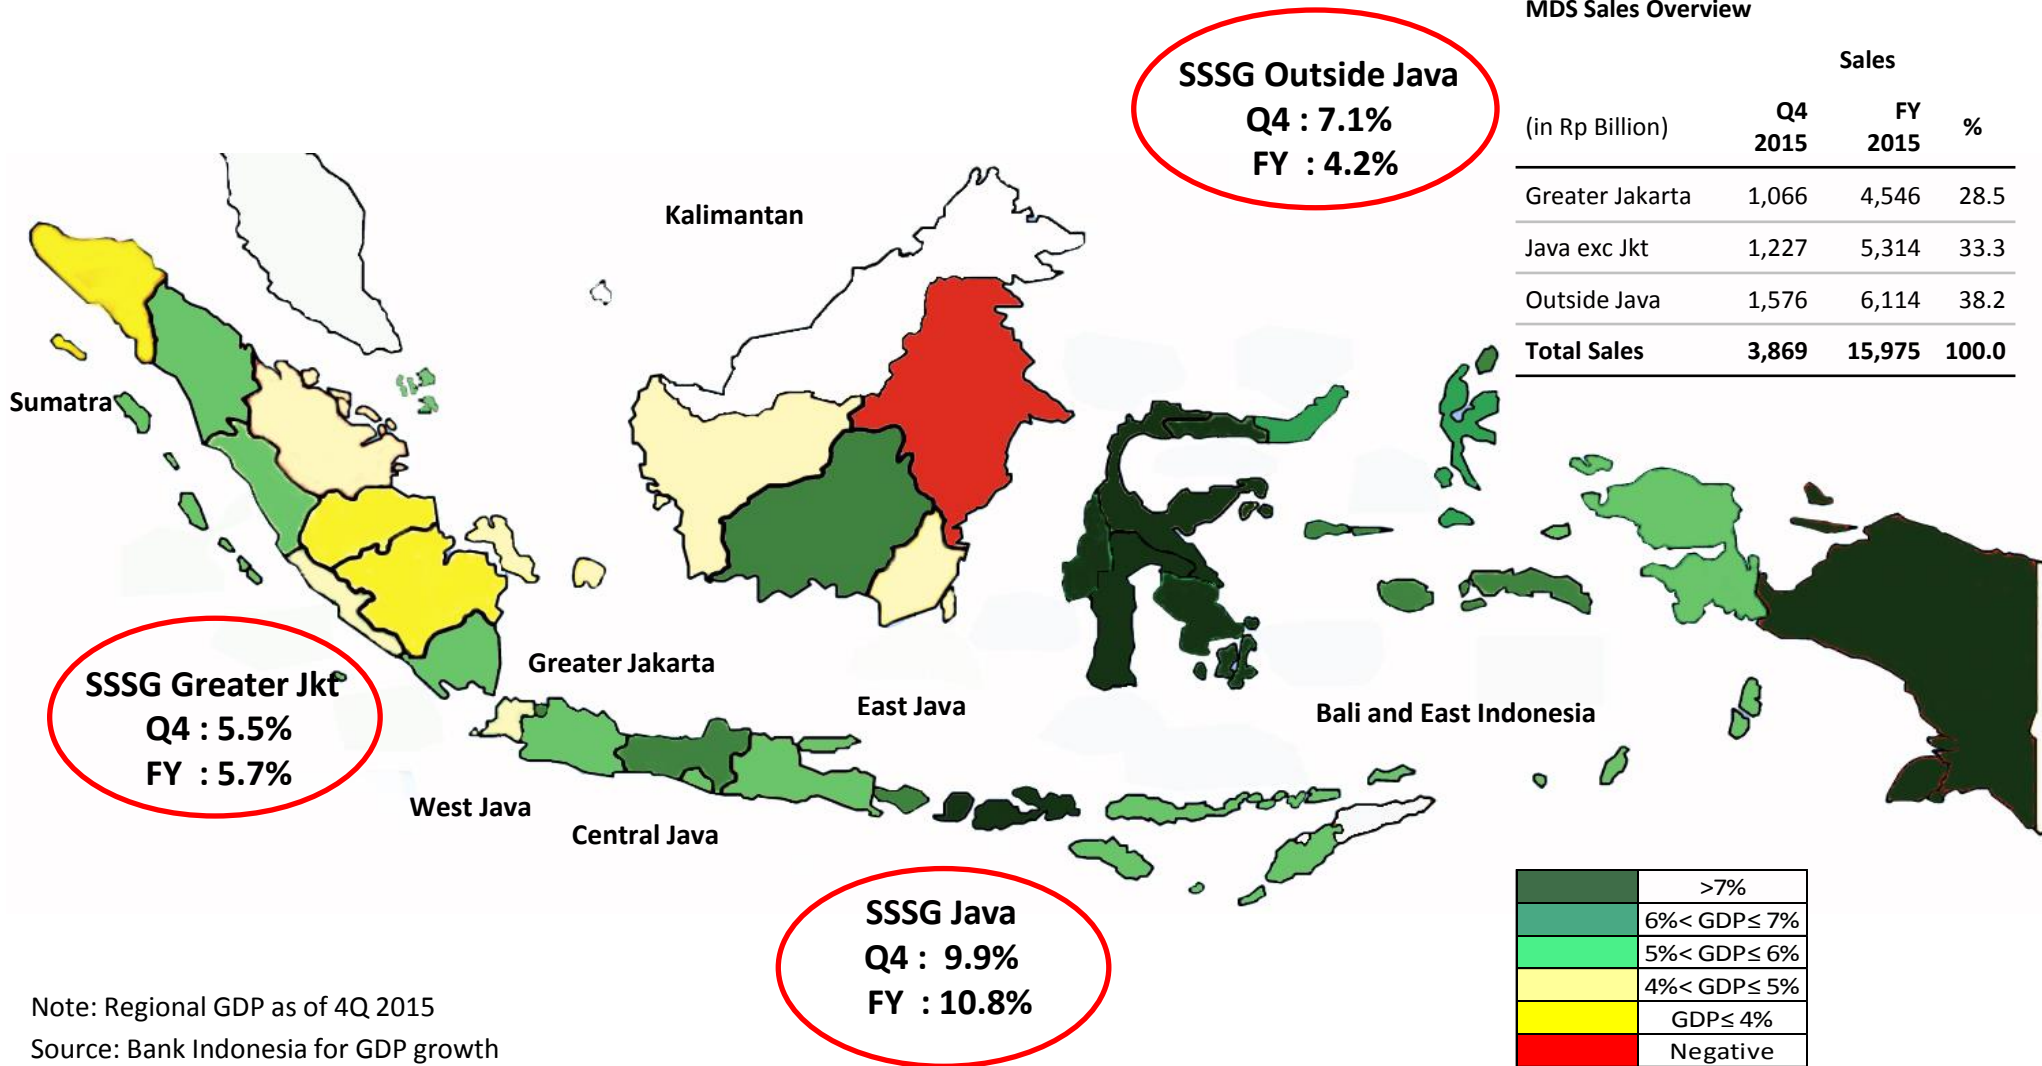 MDS Sales Overview
Sales
(in Rp Billion) Q4 2015 FY 2015 %
Greater Jakarta 1,066 4,546 28.5
Java exc Jkt 1,227 5,314 33.3
Outside Java 1,576 6,114 38.2
Total Sales 3,869 15,975 100.0
SSSG Outside Java
Q4 : 7.1%
FY : 4.2%
Kalimantan
Sumatra
SSSG Greater Jkt
Q4 : 5.5%
FY : 5.7%
Greater Jakarta
East Java
Bali and East Indonesia
West Java
Central Java
SSSG Java
Q4 : 9.9%
FY : 10.8%
>7%
6%< GDP≤ 7%
5%< GDP≤ 6%
4%< GDP≤ 5%
GDP≤ 4%
Negative
Note: Regional GDP as of 4Q 2015
Source: Bank Indonesia for GDP growth